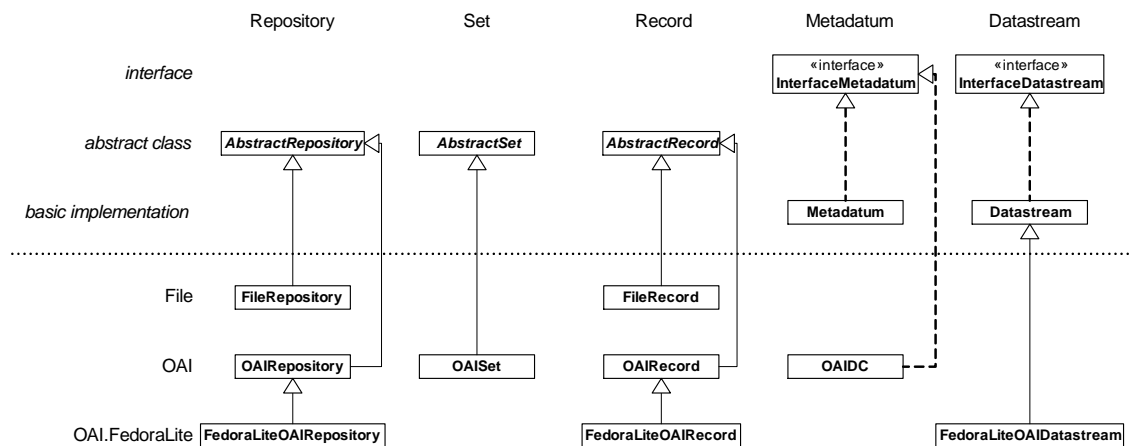 Repository Set Record Metadatum Datastream
interface
«interface»
InterfaceMetadatum
«interface»
InterfaceDatastream
abstract class
AbstractRepository
AbstractSet
AbstractRecord
basic implementation
Metadatum
Datastream
File
FileRepository
FileRecord
OAI
OAIRepository
OAISet
OAIRecord
OAIDC
OAI.FedoraLite
FedoraLiteOAIRepository
FedoraLiteOAIRecord
FedoraLiteOAIDatastream